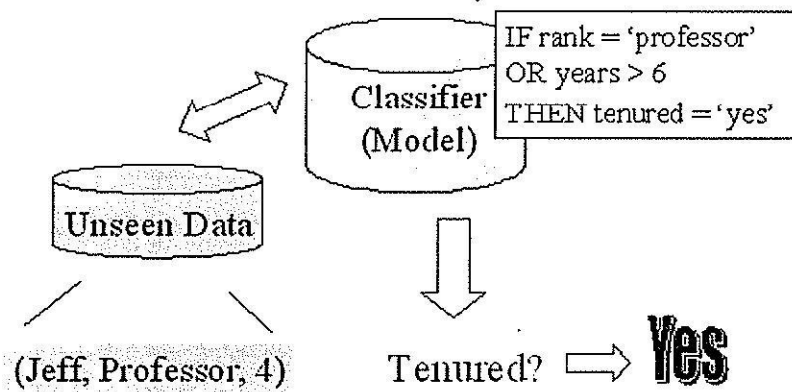 IF rank = ‘professor’
OR years > 6
THEN tenured = ‘yes’
Classifier
(Model)
Unseen Data
(Jeff, Professor, 4)
Tenured?
Yes